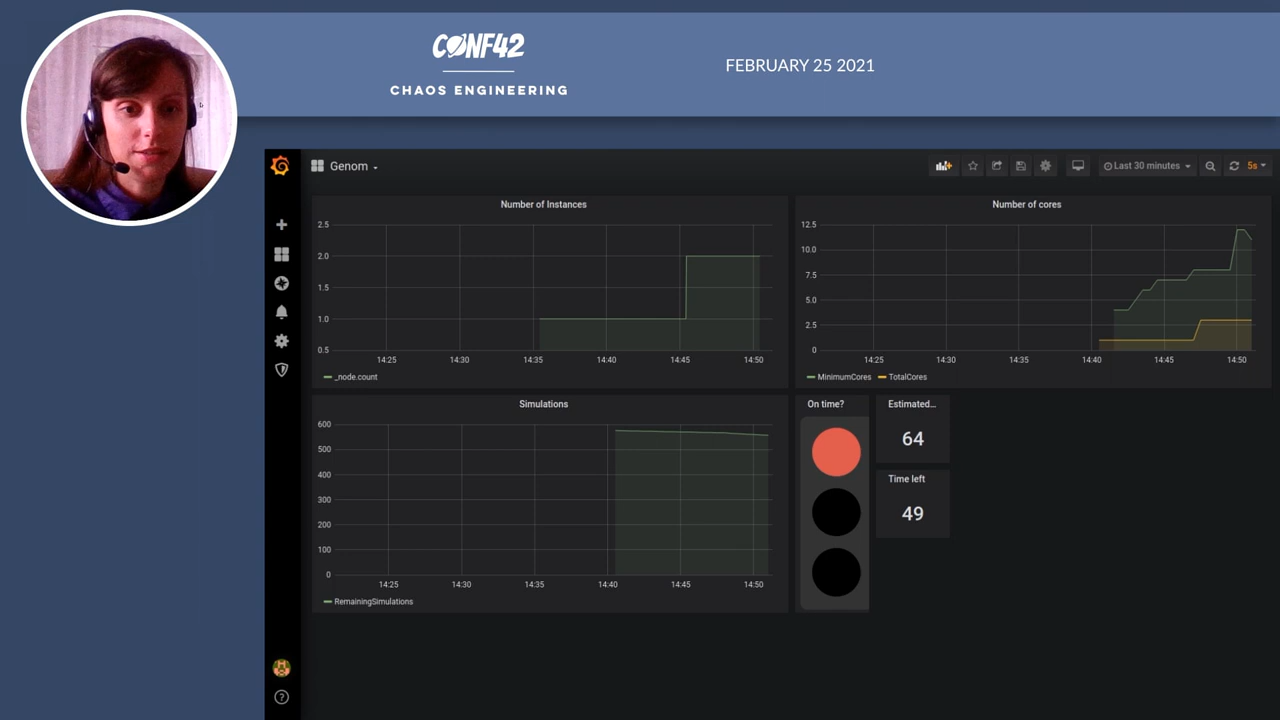 CONF42
CHAOS ENGINEERING
FEBRUARY 25 2021
Genom
Last 30 minutes
5s
Number of Instances
2.5
2.0
1.5
1.0
0.5
14:25
14:30
14:35
14:40
14:45
14:50
_node.count
Number of cores
12.5
10.0
7.5
5.0
2.5
0
14:25
14:30
14:35
14:40
14:45
14:50
MinimumCores
TotalCores
Simulations
600
500
400
300
200
100
0
14:25
14:30
14:35
14:40
14:45
14:50
RemainingSimulations
On time?
Estimated...
64
Time left
49